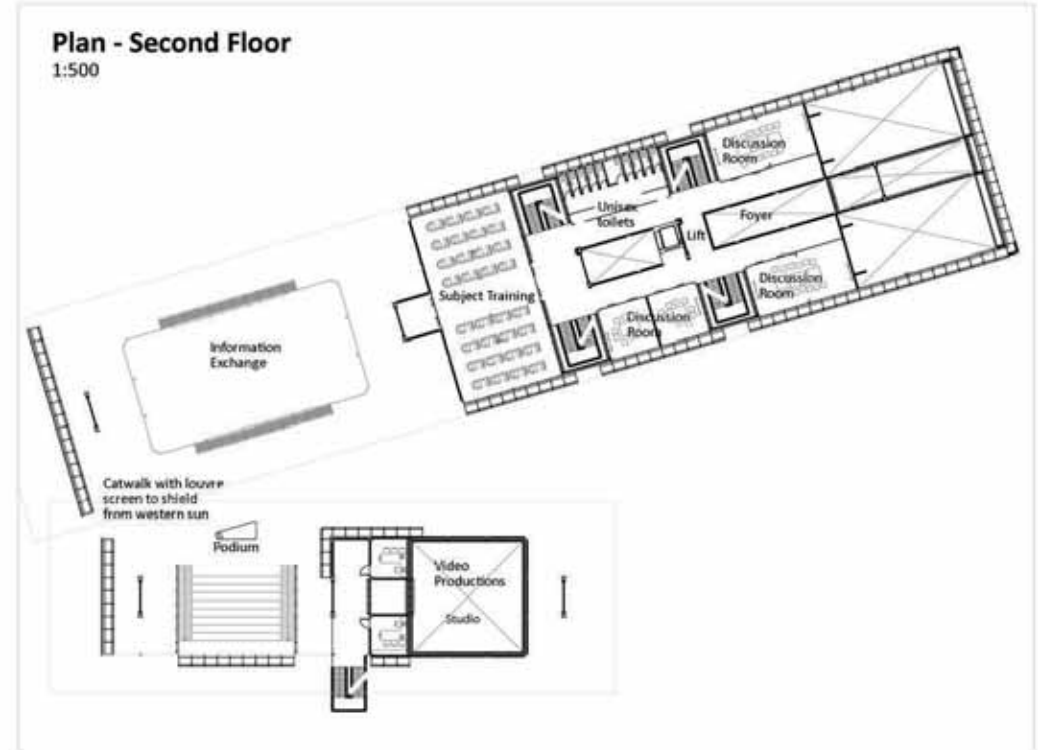 Plan - Second Floor
1:500
Discussion
Room
Unisex
toilets
Foyer
Lift
Discussion
Room
Subject Training
Discussion
Room
Information
Exchange
Catwalk with louvre
screen to shield
from western sun
Podium
Video
Productions
Studio